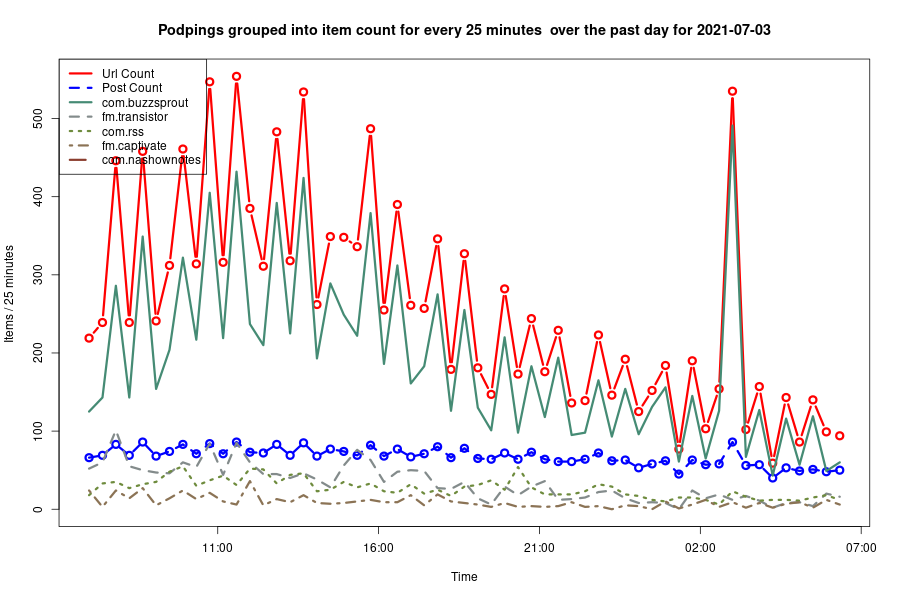 Podpings grouped into item count for every 25 minutes  over the past day for 2021-07-03
Url Count
Post Count
com.buzzsprout
fm.transistor
com.rss
fm.captivate
com.nashownotes
Items / 25 minutes
500
400
300
200
100
0
11:00
16:00
21:00
02:00
07:00
Time